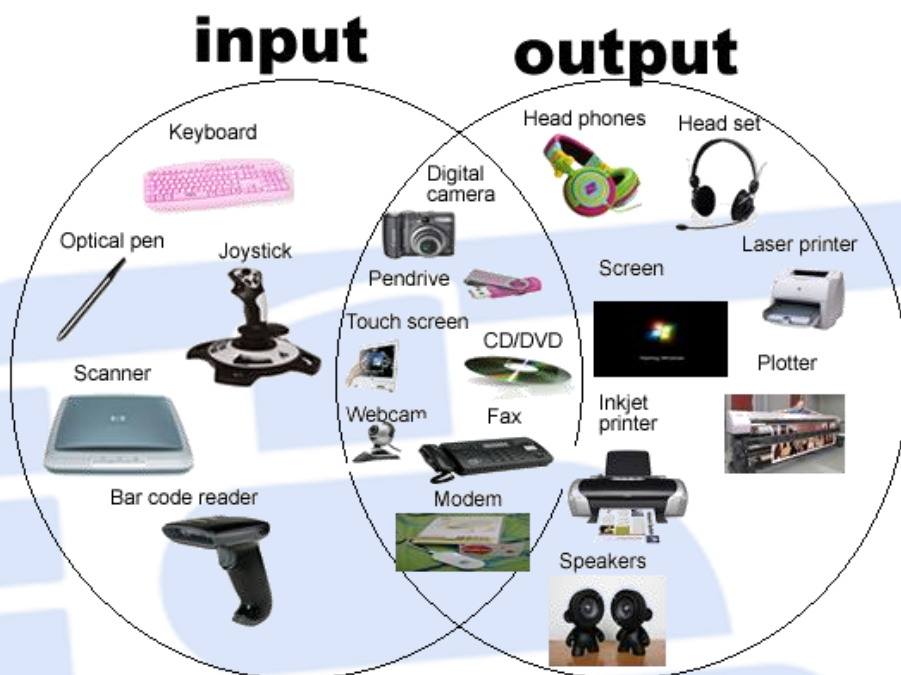 input
output
Keyboard
Optical pen
Joystick
Scanner
Bar code reader
Digital
camera
Pendrive
Touch screen
CD/DVD
Webcam
Fax
Modem
Head phones
Head set
Laser printer
Screen
Plotter
Inkjet
printer
Speakers